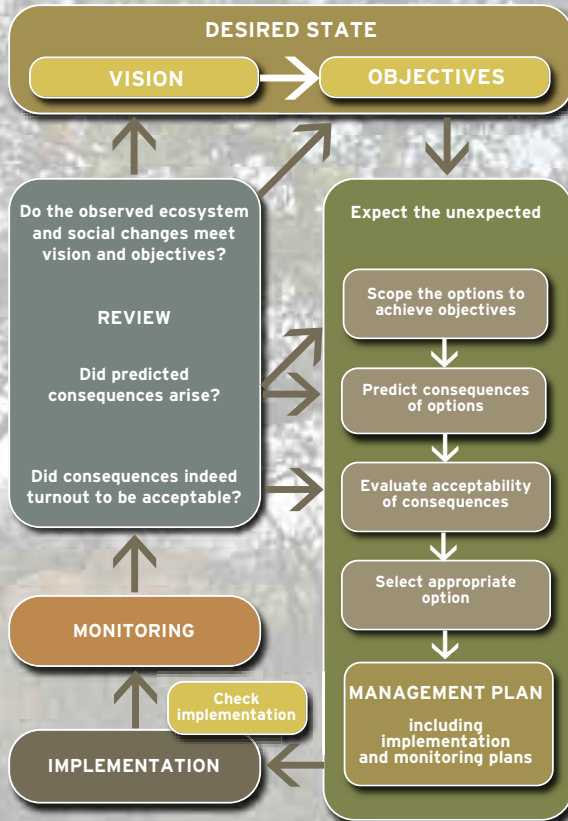 DESIRED STATE
VISION
OBJECTIVES
Do the observed ecosystem
and social changes meet
vision and objectives?
REVIEW
Did predicted
consequences arise?
Did consequences indeed
turnout to be acceptable?
MONITORING
Check
implementation
IMPLEMENTATION
Expect the unexpected
Scope the options to
achieve objectives
Predict consequences
of options
Evaluate acceptability
of consequences
Select appropriate
option
MANAGEMENT PLAN
including
implementation
and monitoring plans